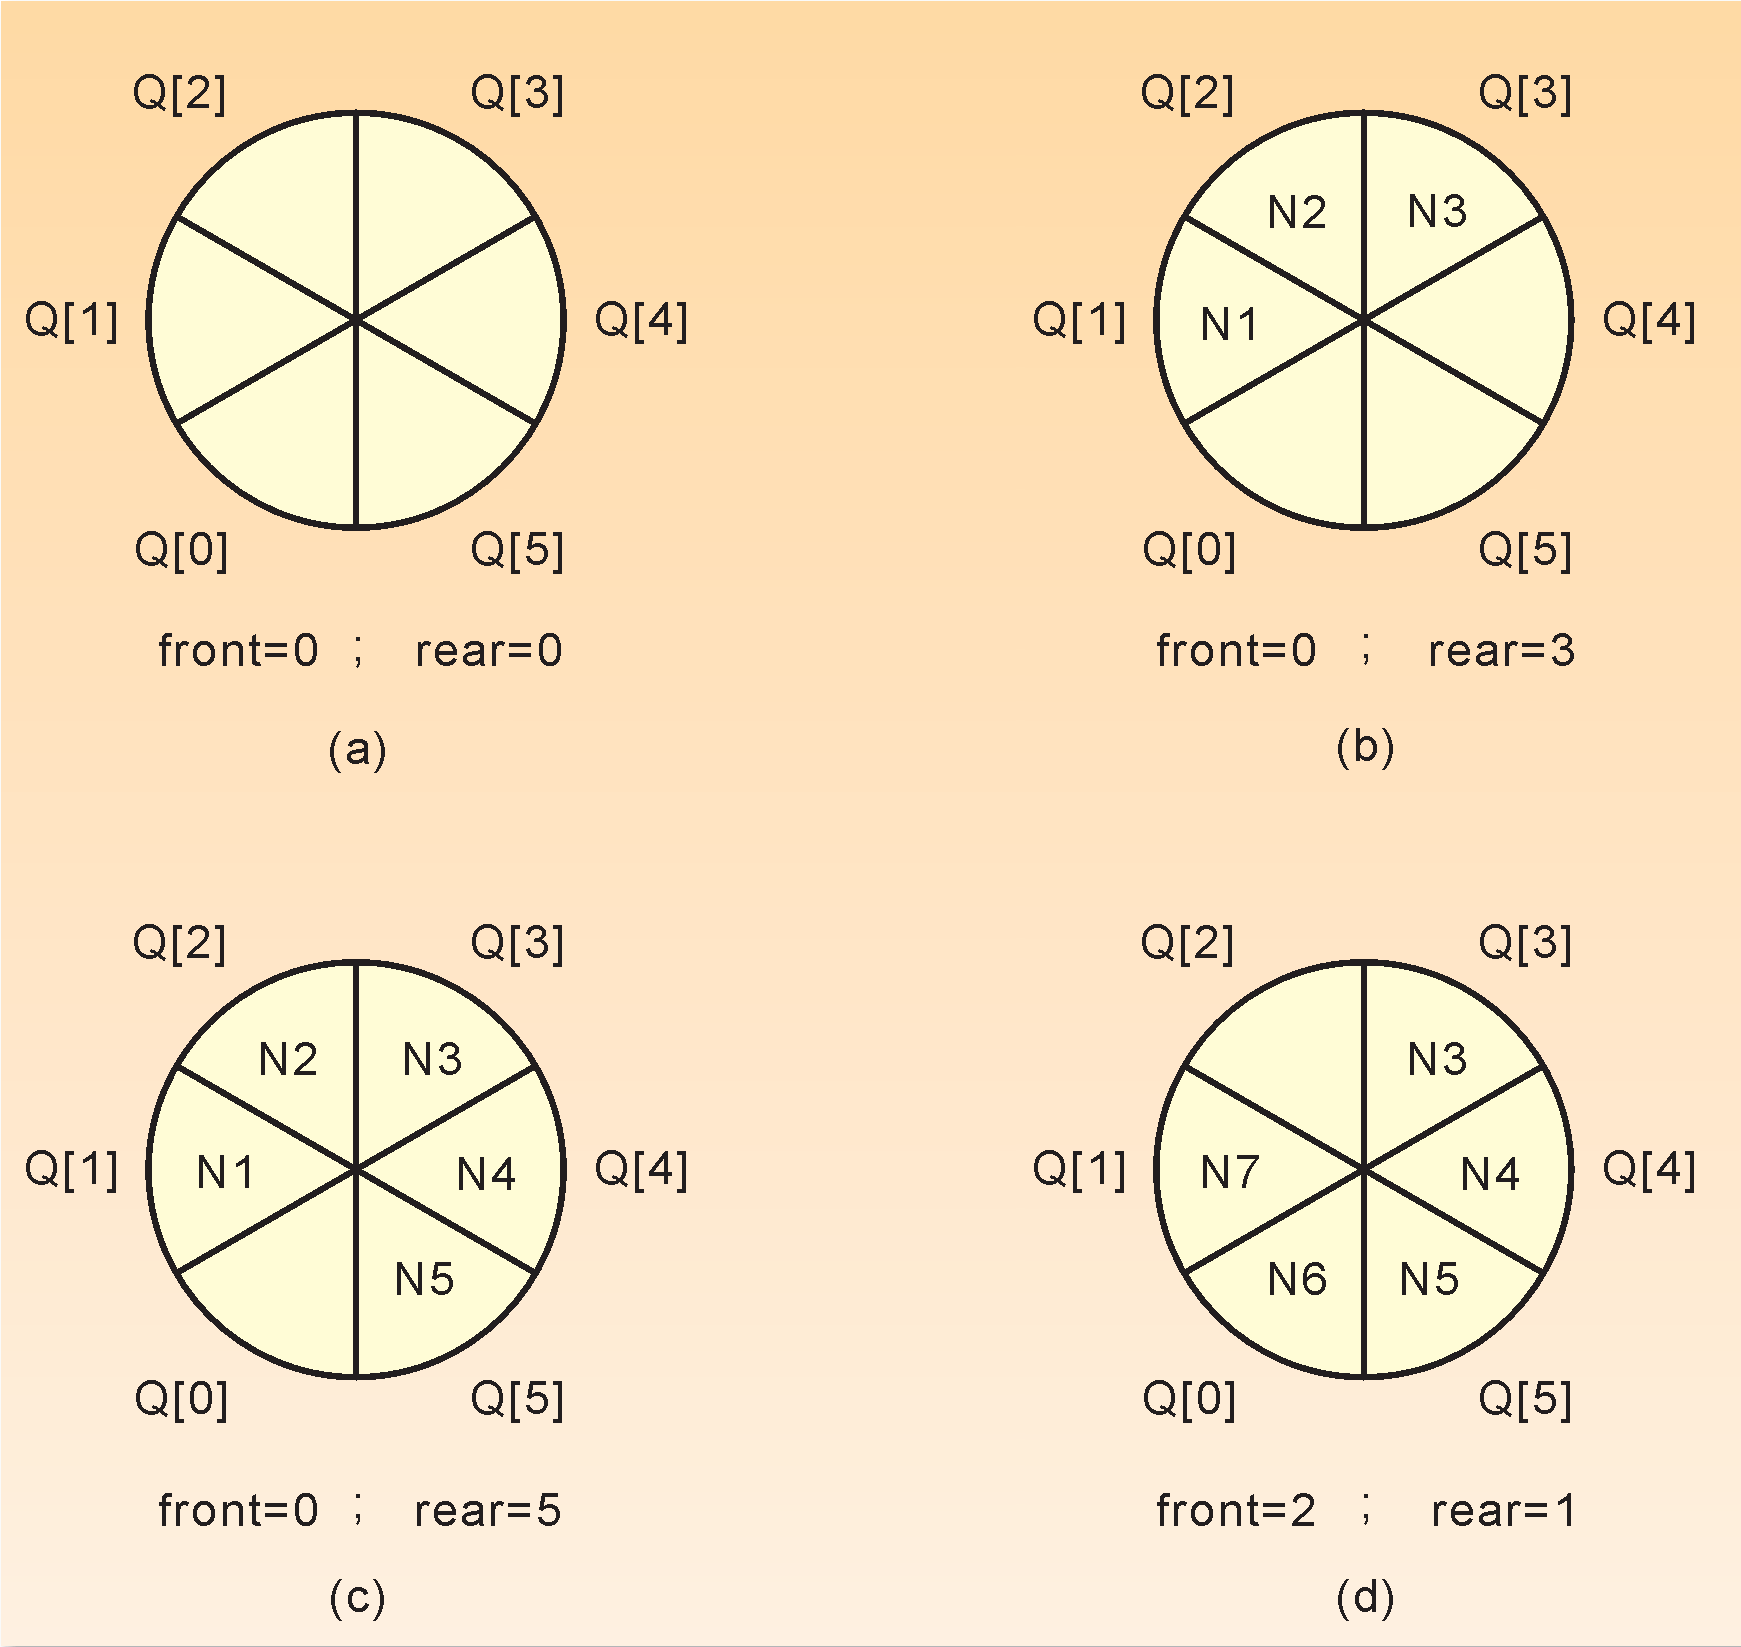 Q[2] Q[3]
Q[1] Q[4]
Q[0] Q[5]
front=0 ; rear=0
(a)
Q[2] Q[3]
N2 N3
Q[1] N1 Q[4]
Q[0] Q[5]
front=0 ; rear=3
(b)
Q[2] Q[3]
N2 N3
Q[1] N1 N4 Q[4]
N5
Q[0] Q[5]
front=0 ; rear=5
(c)
Q[2] Q[3]
N3
Q[1] N7 N4 Q[4]
N6 N5
Q[0] Q[5]
front=2 ; rear=1
(d)